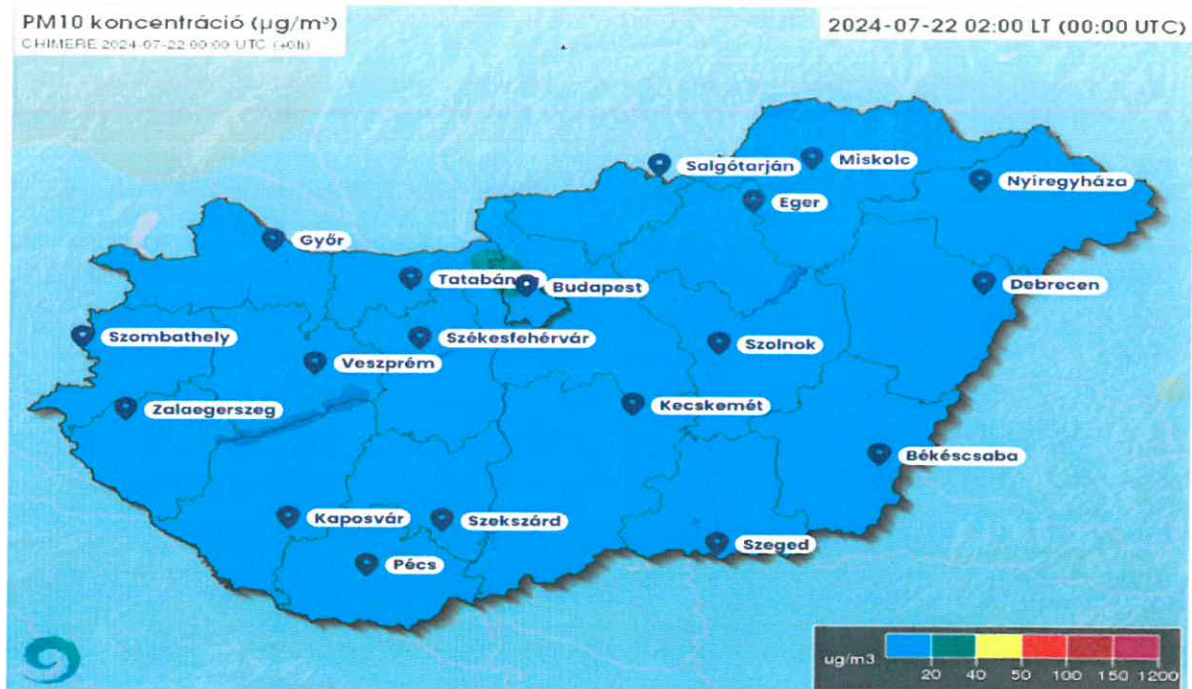 PM10 koncentráció (µg/m³)
CHIMERE 2024-07-22 00:00 UTC (+0h)
2024-07-22 02:00 LT (00:00 UTC)
Salgótarján
Miskolc
Nyíregyháza
Eger
Győr
Tatabán
Budapest
Debrecen
Szombathely
Székesfehérvár
Szolnok
Veszprém
Zalaegerszeg
Kecskemét
Békéscsaba
Kaposvár
Szekszárd
Szeged
Pécs
ug/m3
20 40 50 100 150 1200